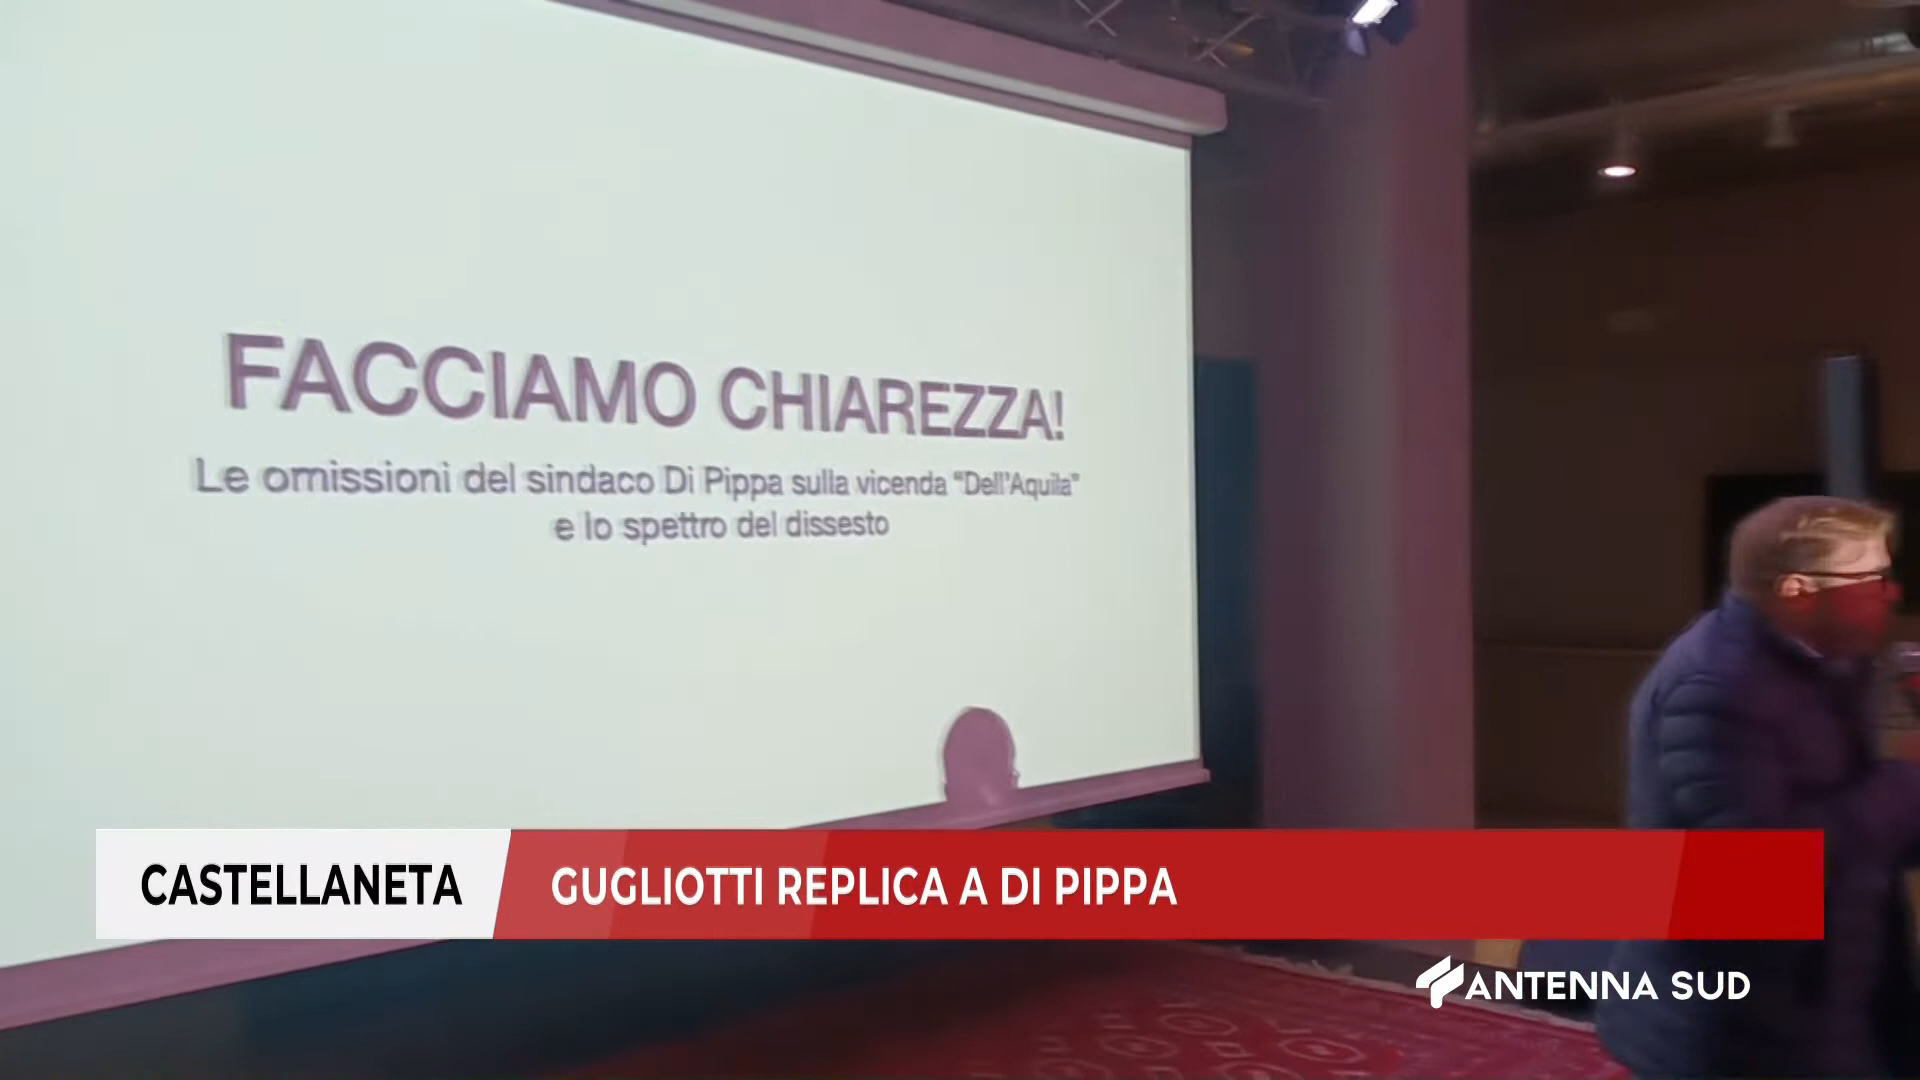 FACCIAMO CHIAREZZA!
Le omissioni del sindaco Di Pippa sulla vicenda “Dell'Aquila”
e lo spettro del dissesto
CASTELLANETA
GUGLIOTTI REPLICA A DI PIPPA
ANTENNA SUD